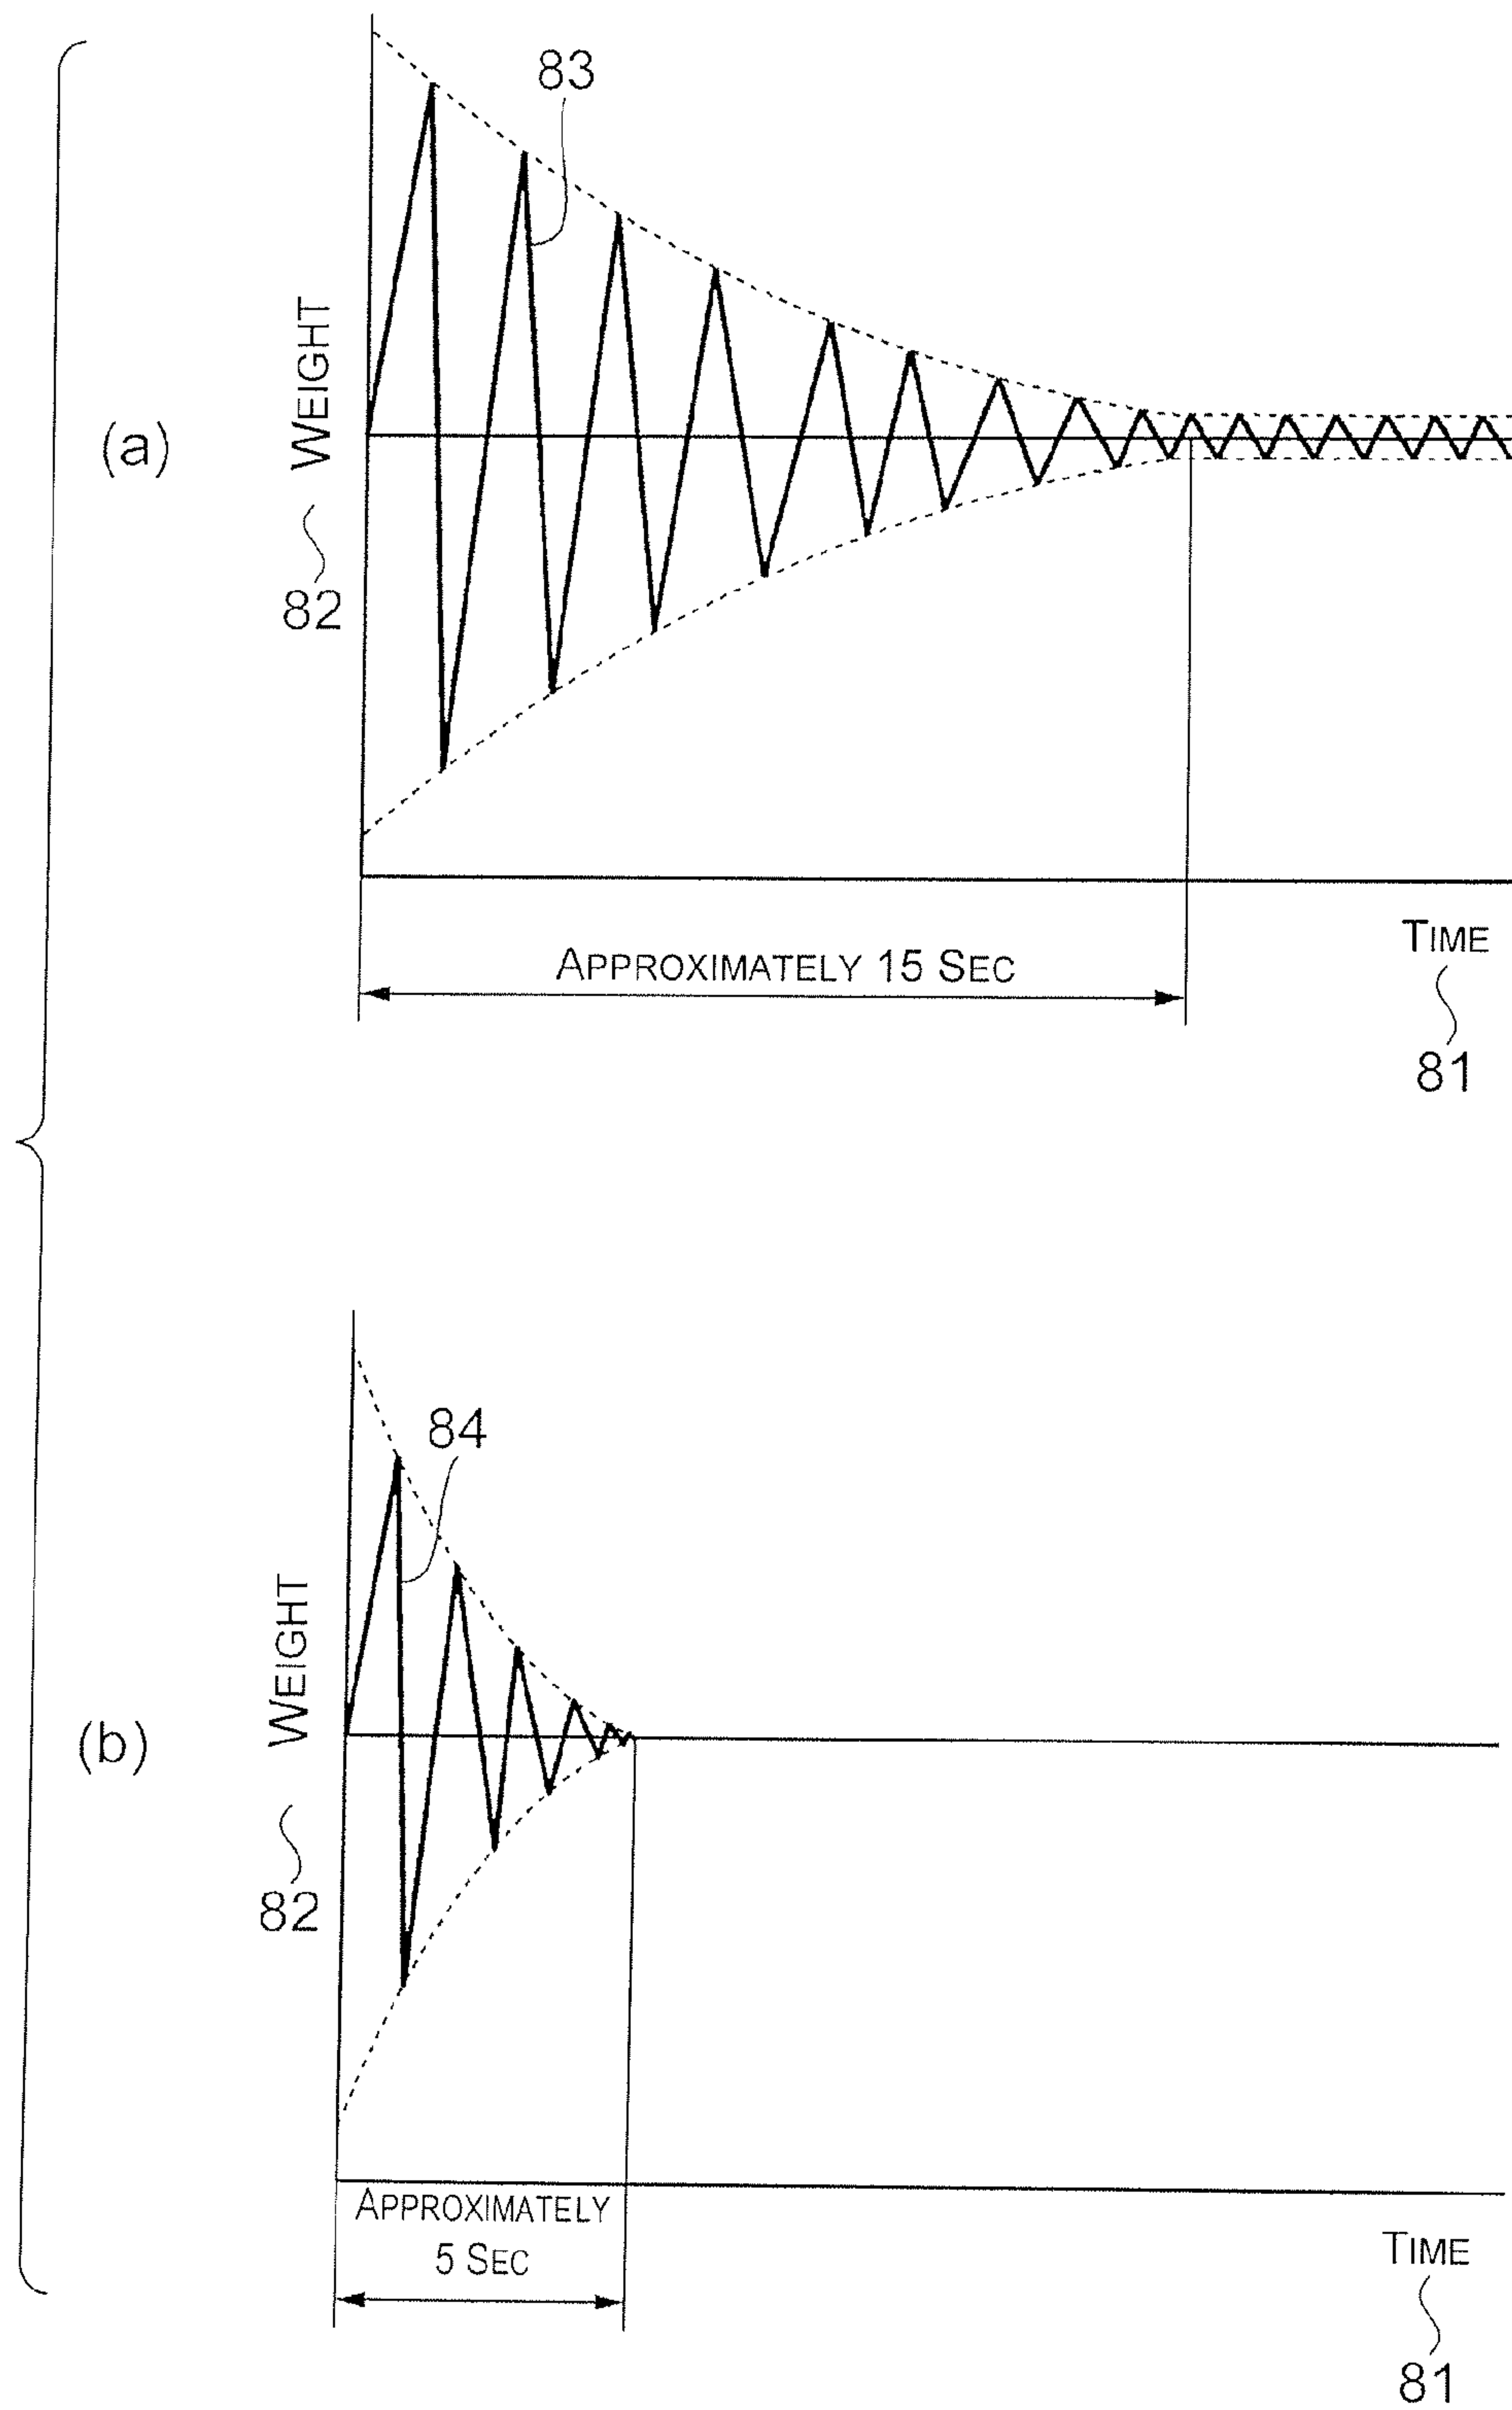 83
WEIGHT
(a)
82
APPROXIMATELY 15 SEC
TIME
81
84
WEIGHT
(b)
82
APPROXIMATELY
5 SEC
TIME
81